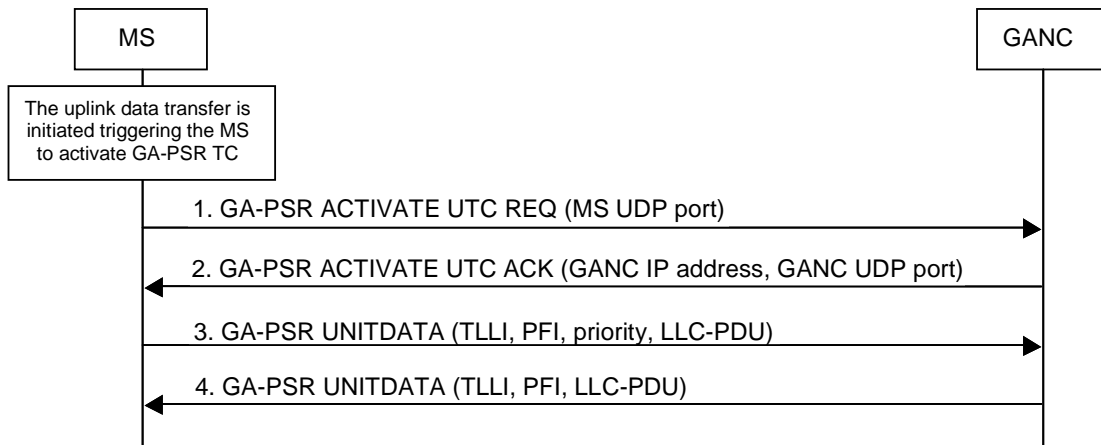 MS
GANC
The uplink data transfer is
initiated triggering the MS
to activate GA-PSR TC
1. GA-PSR ACTIVATE UTC REQ (MS UDP port)
2. GA-PSR ACTIVATE UTC ACK (GANC IP address, GANC UDP port)
3. GA-PSR UNITDATA (TLLI, PFI, priority, LLC-PDU)
4. GA-PSR UNITDATA (TLLI, PFI, LLC-PDU)